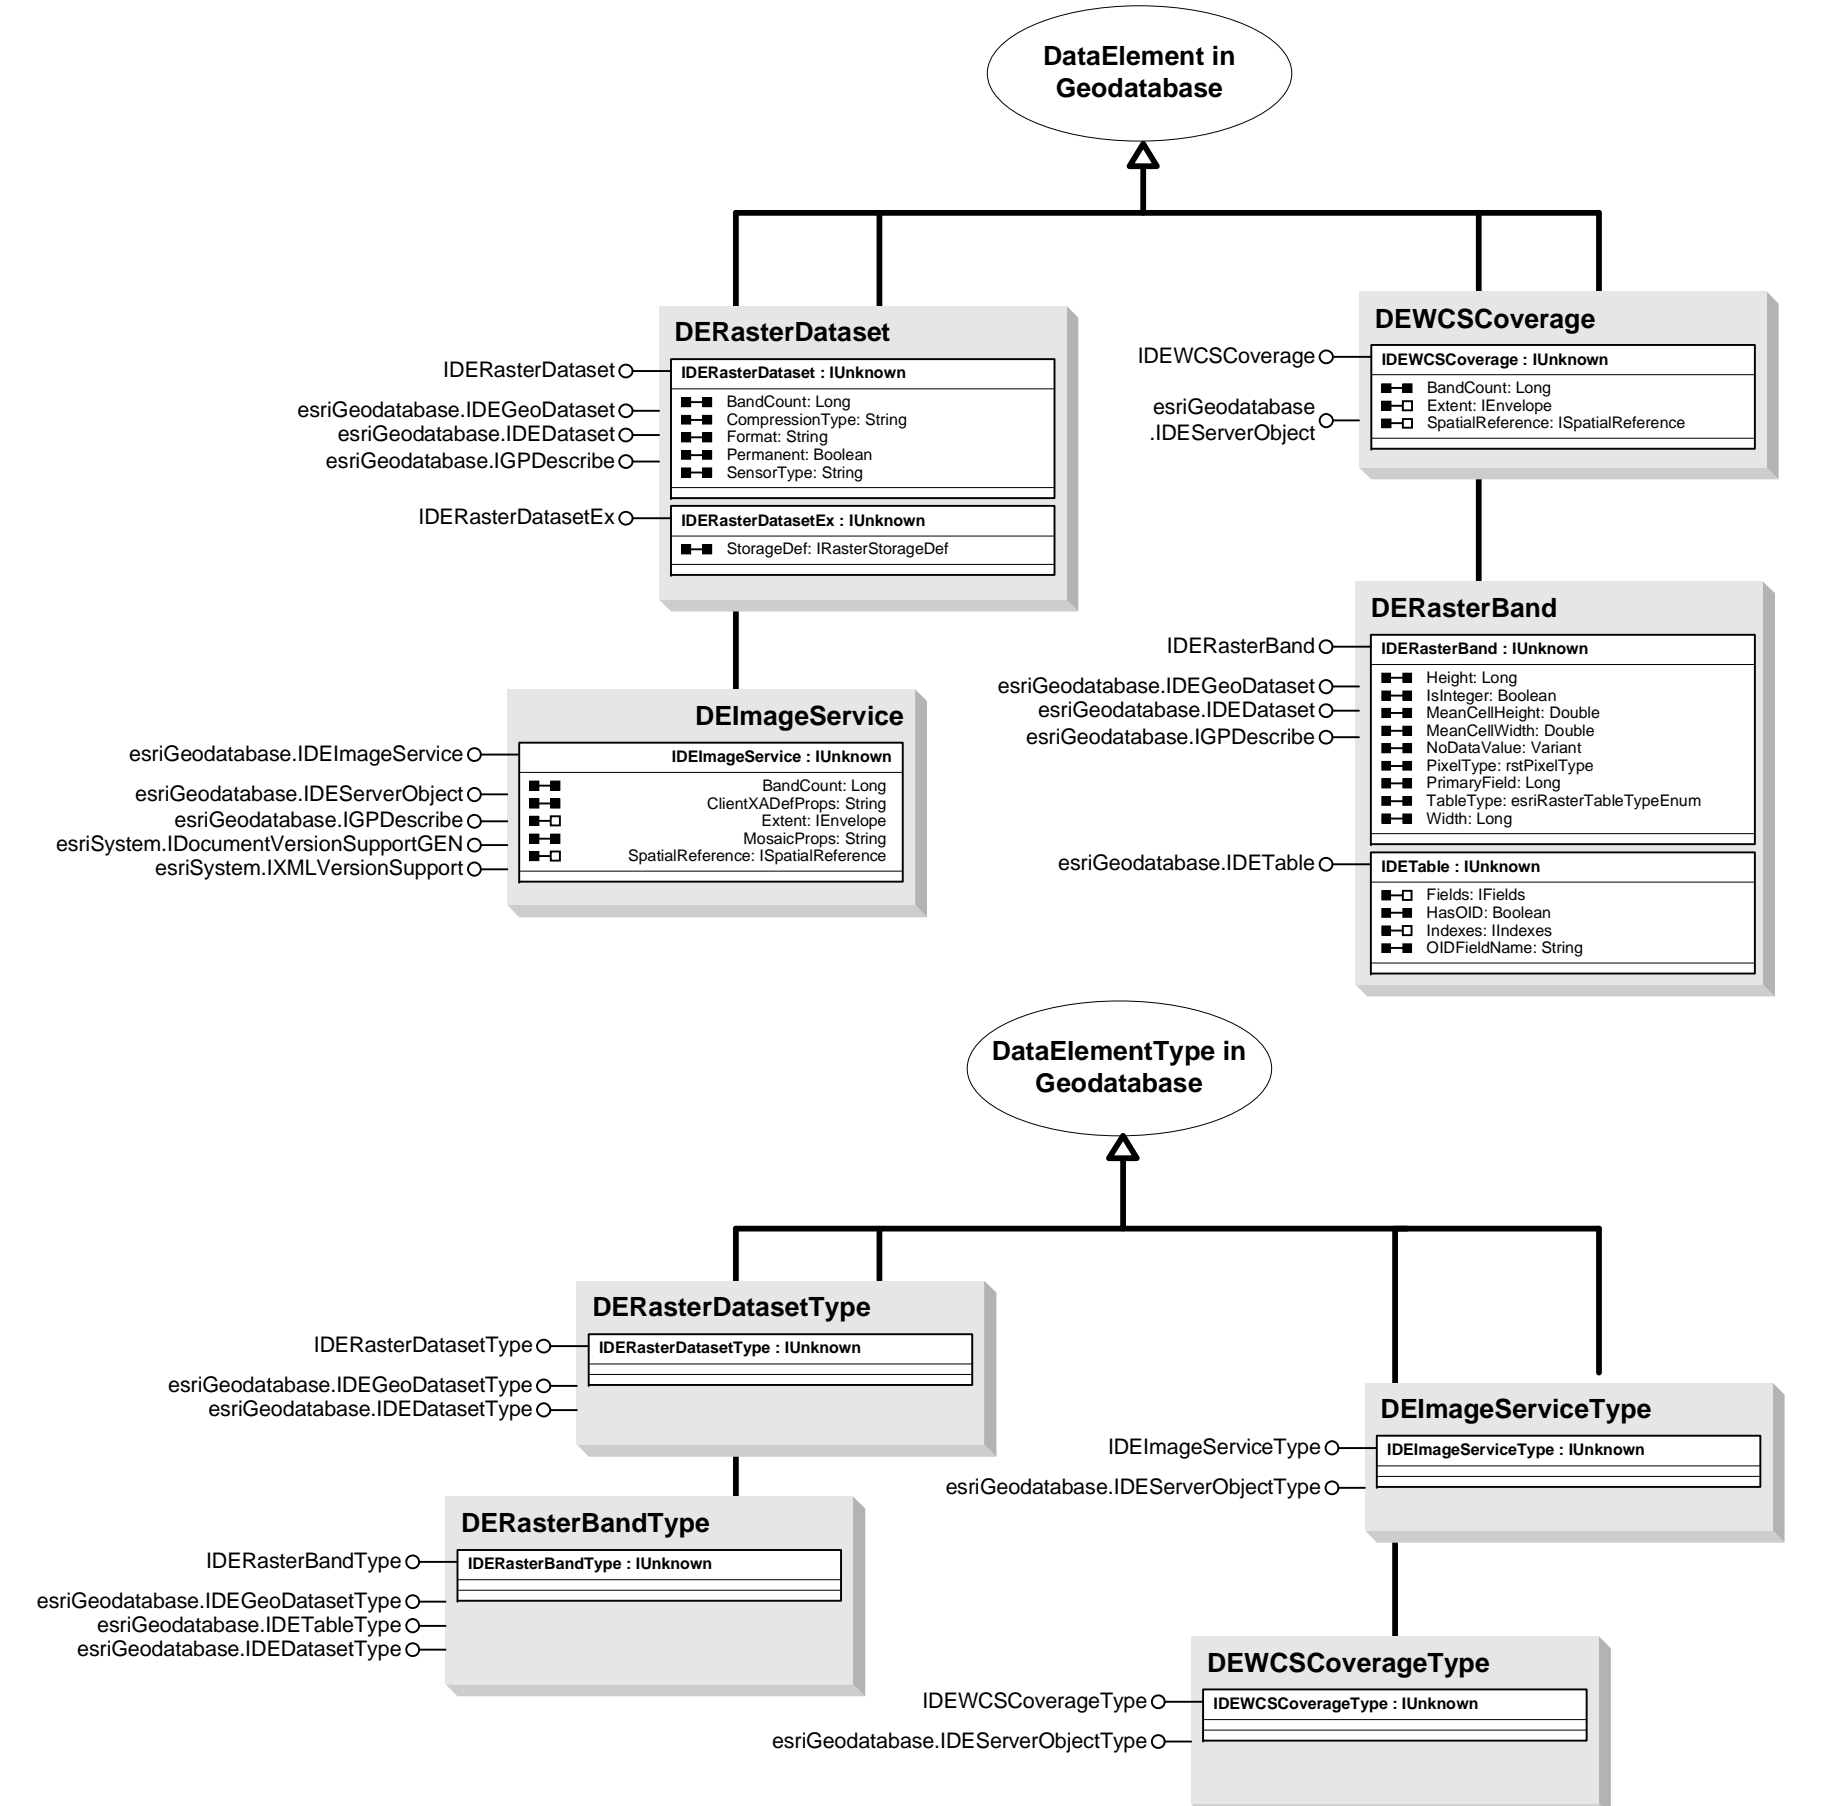 DataElement in
Geodatabase
DERasterDataset
IDERasterDataset
IDERasterDataset : IUnknown
BandCount: Long
esriGeodatabase.IDEGeoDataset
CompressionType: String
esriGeodatabase.IDEDataset
Format: String
esriGeodatabase.IGPDescribe
Permanent: Boolean
SensorType: String
IDERasterDatasetEx
IDERasterDatasetEx : IUnknown
StorageDef: IRasterStorageDef
DEWCSCoverage
IDEWCSCoverage
IDEWCSCoverage : IUnknown
BandCount: Long
esriGeodatabase
.IDEServerObject
Extent: IEnvelope
SpatialReference: ISpatialReference
DEImageService
esriGeodatabase.IDEImageService
IDEImageService : IUnknown
BandCount: Long
esriGeodatabase.IDEServerObject
ClientXADefProps: String
esriGeodatabase.IGPDescribe
Extent: IEnvelope
esriSystem.IDocumentVersionSupportGEN
MosaicProps: String
esriSystem.IXMLVersionSupport
SpatialReference: ISpatialReference
DERasterBand
IDERasterBand
IDERasterBand : IUnknown
Height: Long
esriGeodatabase.IDEGeoDataset
IsInteger: Boolean
esriGeodatabase.IDEDataset
MeanCellHeight: Double
MeanCellWidth: Double
esriGeodatabase.IGPDescribe
NoDataValue: Variant
PixelType: rstPixelType
PrimaryField: Long
TableType: esriRasterTableTypeEnum
Width: Long
esriGeodatabase.IDETable
IDETable : IUnknown
Fields: IFields
HasOID: Boolean
Indexes: IIndexes
OIDFieldName: String
DataElementType in
Geodatabase
DERasterDatasetType
IDERasterDatasetType
IDERasterDatasetType : IUnknown
esriGeodatabase.IDEGeoDatasetType
esriGeodatabase.IDEDatasetType
DEImageServiceType
IDEImageServiceType
IDEImageServiceType : IUnknown
esriGeodatabase.IDEServerObjectType
DERasterBandType
IDERasterBandType
IDERasterBandType : IUnknown
esriGeodatabase.IDEGeoDatasetType
esriGeodatabase.IDETableType
esriGeodatabase.IDEDatasetType
DEWCSCoverageType
IDEWCSCoverageType
IDEWCSCoverageType : IUnknown
esriGeodatabase.IDEServerObjectType